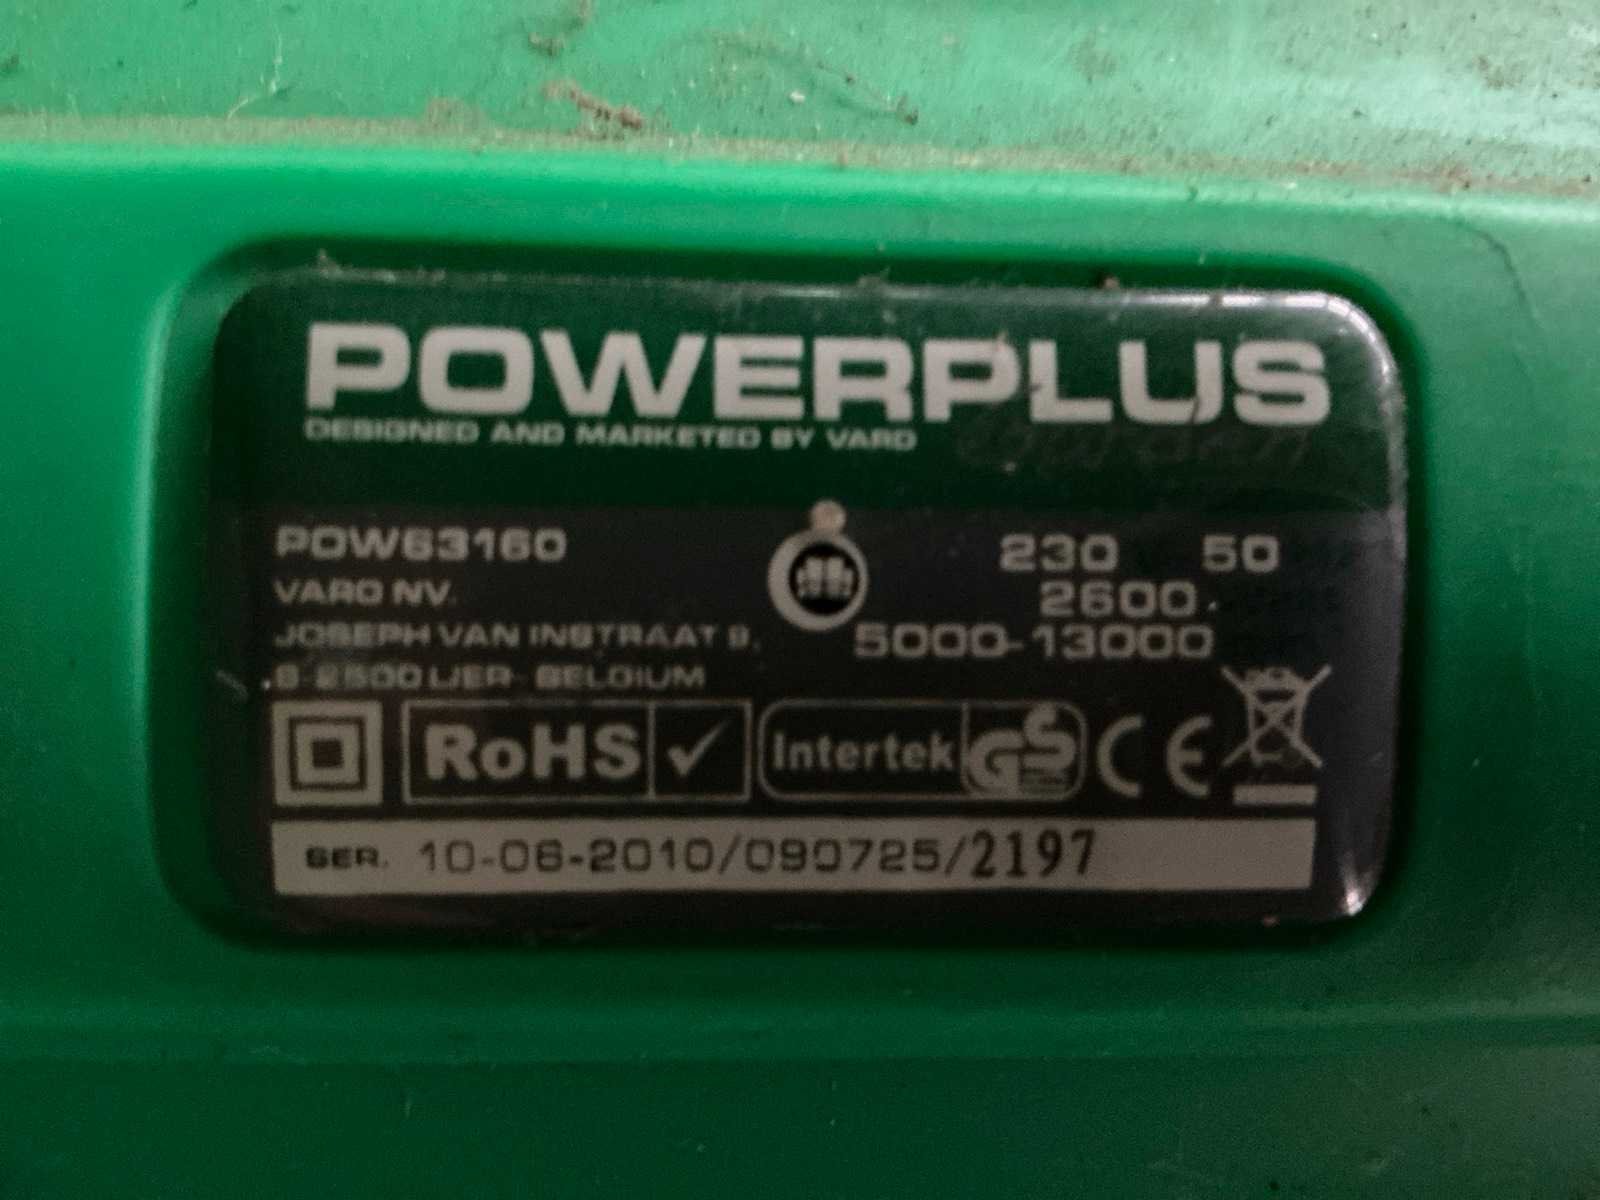 POWERPLUS
DESIGNED AND MARKETED BY VARO
POW63160
VARO NV.
JOSEPH VAN INSTRAAT 9,
B-2500 LIER- BELGIUM
230 50
2600
5000-13000
RoHS
Intertek GS
CE
SER. 10-06-2010/090725/2197